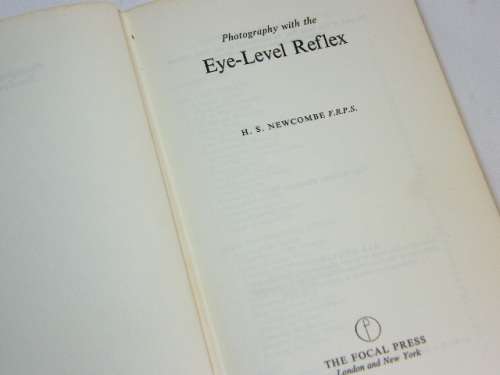 Photography with the
Eye-Level Reflex
H. S. NEWCOMBE F.R.P.S.
THE FOCAL PRESS
London and New York